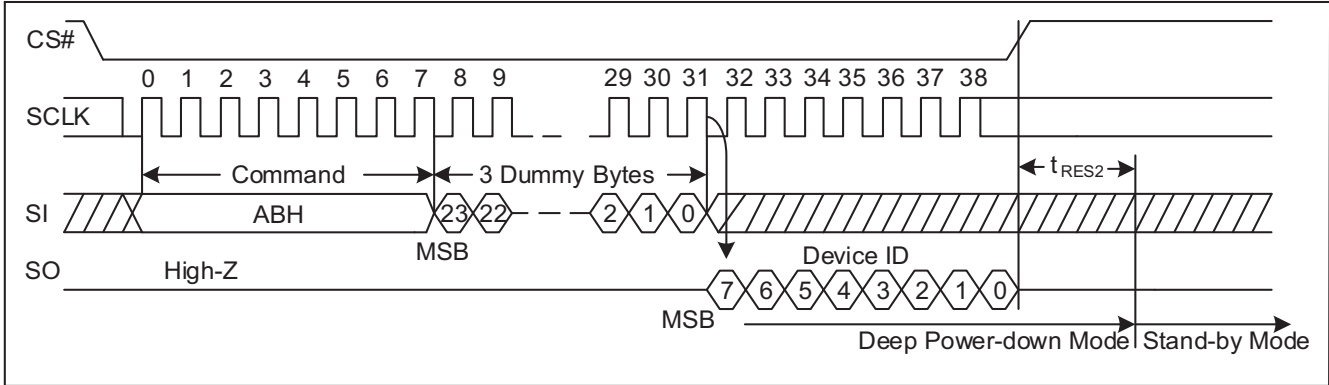 CS#
0 1 2 3 4 5 6 7 8 9 29 30 31 32 33 34 35 36 37 38
SCLK
Command 3 Dummy Bytes tRES2
SI ABH 23 22 2 1 0
MSB
SO High-Z Device ID
7 6 5 4 3 2 1 0
MSB
Deep Power-down Mode Stand-by Mode